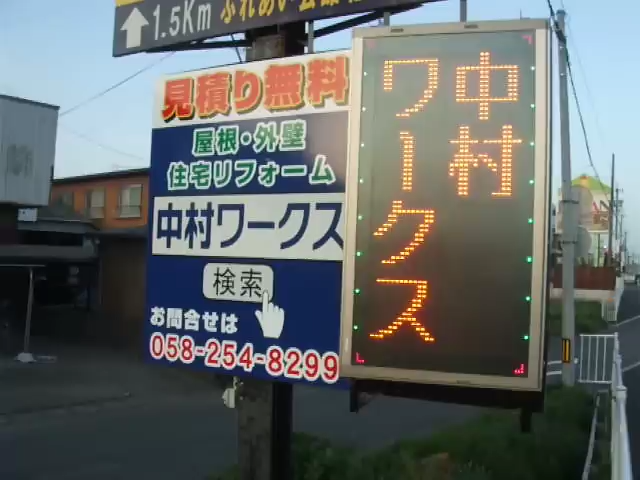 1.5Km ふれあい会館
見積り無料
屋根・外壁
住宅リフォーム
中村ワークス
検索
お問合せは
058-254-8299
中村
ワークス